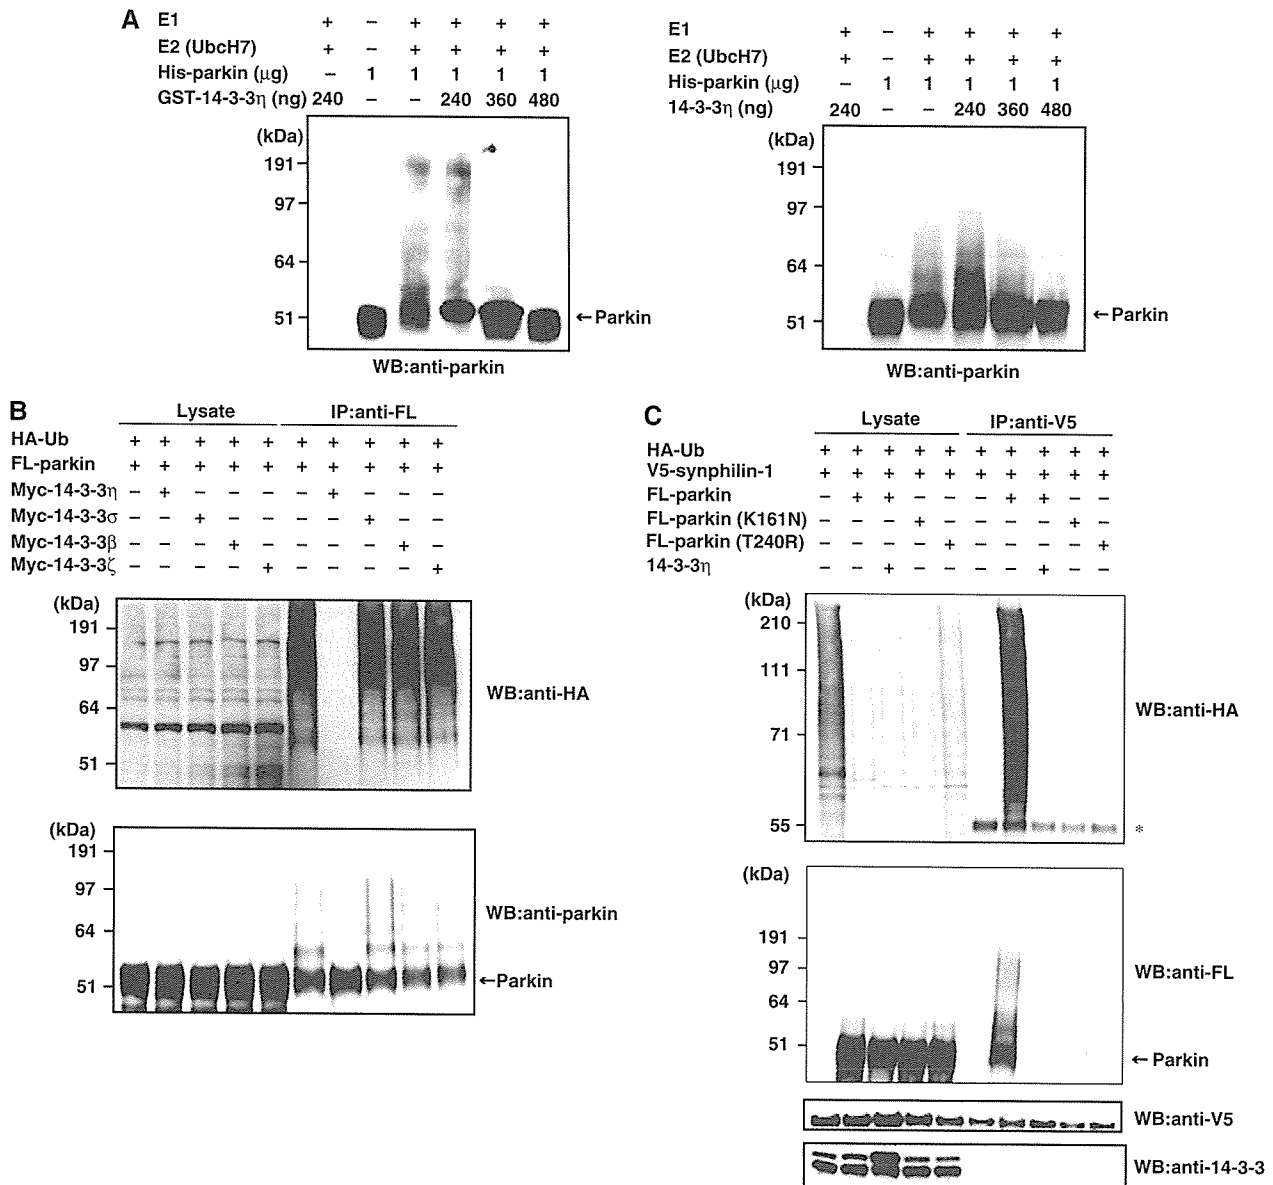 A
E1 + − + + + +
E2 (UbcH7) + − + + + +
His-parkin (μg) − 1 1 1 1 1
GST-14-3-3η (ng) 240 − − 240 360 480
(kDa)
191
97
64
51
←Parkin
WB:anti-parkin
E1 + − + + + +
E2 (UbcH7) + − + + + +
His-parkin (μg) − 1 1 1 1 1
14-3-3η (ng) 240 − − 240 360 480
(kDa)
191
97
64
51
←Parkin
WB:anti-parkin
B
Lysate IP:anti-FL
HA-Ub + + + + + + + + + +
FL-parkin + + + + + + + + + +
Myc-14-3-3η − + − − − − + − − −
Myc-14-3-3σ − − + − − − − + − −
Myc-14-3-3β − − − + − − − − + −
Myc-14-3-3ζ − − − − + − − − − +
(kDa)
191
97
64
51
WB:anti-HA
(kDa)
191
97
64
51
WB:anti-parkin
←Parkin
C
Lysate IP:anti-V5
HA-Ub + + + + + + + + + +
V5-synphilin-1 + + + + + + + + + +
FL-parkin − + + − − − + + − −
FL-parkin (K161N) − − − + − − − − + −
FL-parkin (T240R) − − − − + − − − − +
14-3-3η − − + − − − − + − −
(kDa)
210
111
71
55
WB:anti-HA
*
(kDa)
191
97
64
51
WB:anti-FL
← Parkin
WB:anti-V5
WB:anti-14-3-3